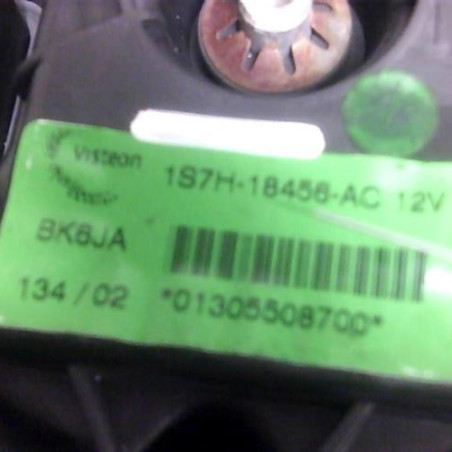 Visteon
1S7H-18456-AC 12V
BK6JA
134/02 *01305508700*